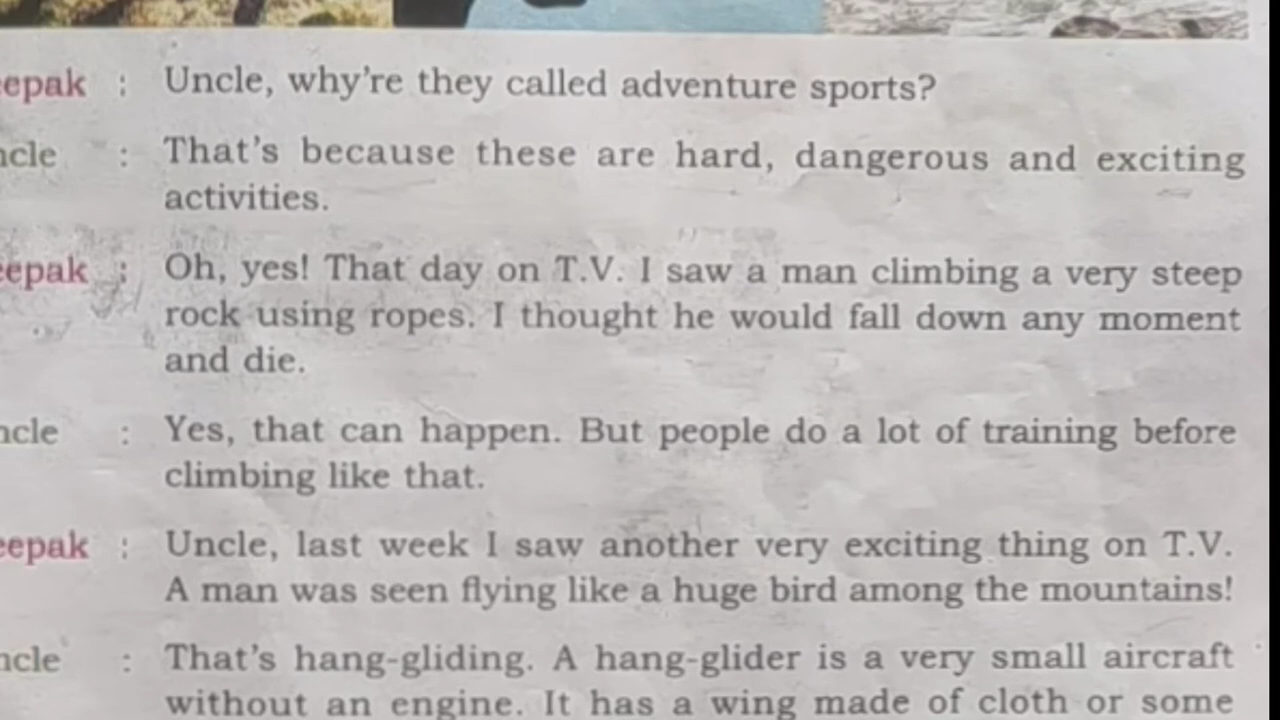 epak : Uncle, why're they called adventure sports?
ncle : That's because these are hard, dangerous and exciting
activities.
epak : Oh, yes! That day on T.V. I saw a man climbing a very steep
rock using ropes. I thought he would fall down any moment
and die.
ncle : Yes, that can happen. But people do a lot of training before
climbing like that.
eepak : Uncle, last week I saw another very exciting thing on T.V.
A man was seen flying like a huge bird among the mountains!
ncle : That's hang-gliding. A hang-glider is a very small aircraft
without an engine. It has a wing made of cloth or some